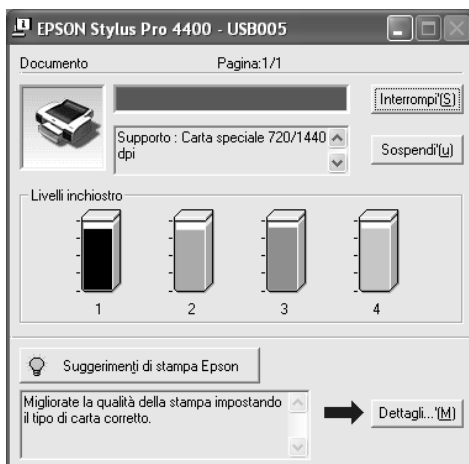 EPSON Stylus Pro 4400 - USB005
Documento Pagina:1/1
Interrompi'(S)
Supporto : Carta speciale 720/1440
dpi
Sospendi'(u)
Livelli inchiostro
1 2 3 4
Suggerimenti di stampa Epson
Migliorate la qualità della stampa impostando
il tipo di carta corretto.
Dettagli...'(M)